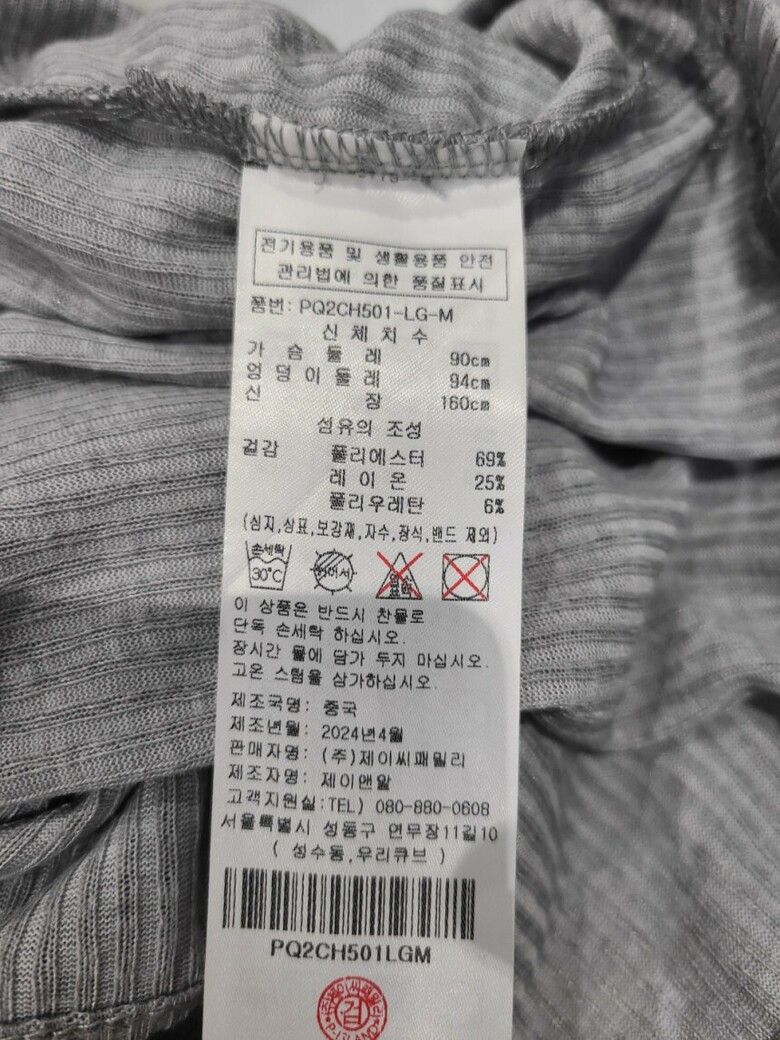 전기용품 및 생활용품 안전
관리법에 의한 품질표시
품번: PQ2CH501-LG-M
신 체 치 수
가 슴 둘 레 90cm
엉 덩 이 둘 레 94cm
신 장 160cm
섬유의 조성
겉감 폴리에스터 69%
레 이 온 25%
폴리우레탄 6%
(심지,상표,보강재,자수,장식,밴드 제외)
손세탁
30°C
이 상품은 반드시 찬물로
단독 손세탁 하십시오.
장시간 물에 담가 두지 마십시오.
고온 스팀을 삼가하십시오.
제조국명: 중국
제조년월: 2024년4월
판매자명: (주)제이씨패밀리
제조자명: 제이앤알
고객지원실:TEL) 080-880-0608
서울특별시 성동구 연무장11길10
( 성수동,우리큐브 )
PQ2CH501LGM
검